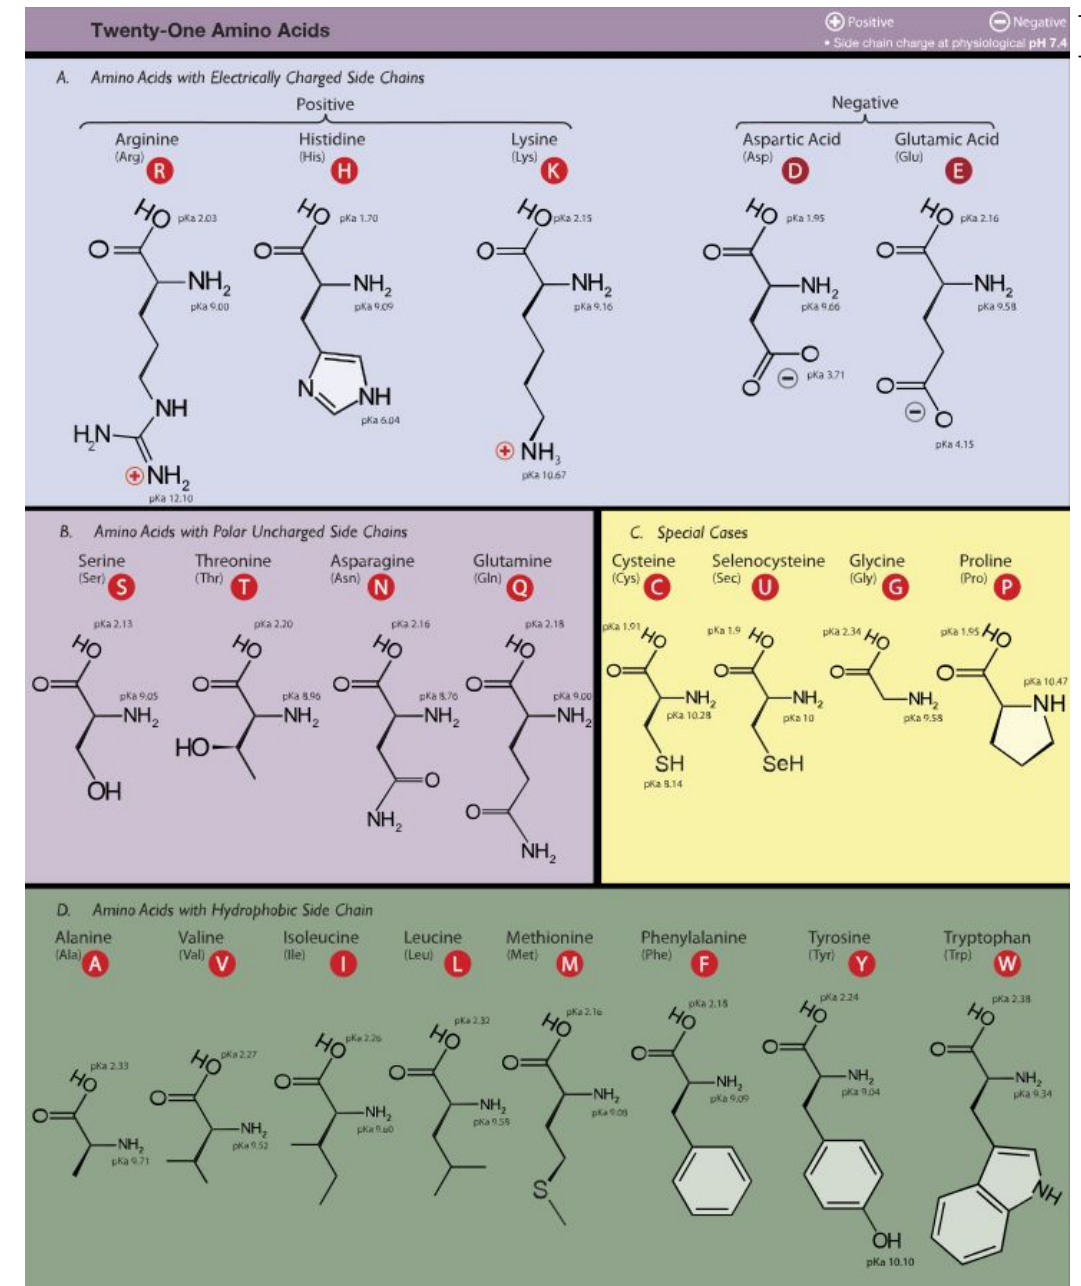 Twenty-One Amino Acids
+ Positive
− Negative
• Side chain charge at physiological pH 7.4
A. Amino Acids with Electrically Charged Side Chains
Positive
Negative
Arginine
(Arg)
R
Histidine
(His)
H
Lysine
(Lys)
K
Aspartic Acid
(Asp)
D
Glutamic Acid
(Glu)
E
HO
pKa 2.03
O
NH2
pKa 9.00
NH
H2N
+ NH2
pKa 12.10
HO
pKa 1.70
O
NH2
pKa 9.09
N
NH
pKa 6.04
HO
pKa 2.15
O
NH2
pKa 9.16
+ NH3
pKa 10.67
HO
pKa 1.95
O
NH2
pKa 9.66
O
O
−
pKa 3.71
HO
pKa 2.16
O
NH2
pKa 9.58
O
−
O
pKa 4.15
B. Amino Acids with Polar Uncharged Side Chains
Serine
(Ser)
S
Threonine
(Thr)
T
Asparagine
(Asn)
N
Glutamine
(Gln)
Q
pKa 2.13
HO
O
pKa 9.05
NH2
OH
pKa 2.20
HO
O
pKa 8.96
NH2
HO
pKa 2.16
HO
O
pKa 8.76
NH2
O
NH2
pKa 2.18
HO
O
pKa 9.00
NH2
O
NH2
C. Special Cases
Cysteine
(Cys)
C
Selenocysteine
(Sec)
U
Glycine
(Gly)
G
Proline
(Pro)
P
pKa 1.91
HO
O
NH2
pKa 10.28
SH
pKa 8.14
pKa 1.9
HO
O
NH2
pKa 10
SeH
pKa 2.34
HO
O
NH2
pKa 9.58
pKa 1.95
HO
O
pKa 10.47
NH
D. Amino Acids with Hydrophobic Side Chain
Alanine
(Ala)
A
Valine
(Val)
V
Isoleucine
(Ile)
I
Leucine
(Leu)
L
Methionine
(Met)
M
Phenylalanine
(Phe)
F
Tyrosine
(Tyr)
Y
Tryptophan
(Trp)
W
pKa 2.33
HO
O
NH2
pKa 9.71
pKa 2.27
HO
O
NH2
pKa 9.52
pKa 2.26
HO
O
NH2
pKa 9.60
pKa 2.32
HO
O
NH2
pKa 9.58
pKa 2.16
HO
O
NH2
pKa 9.08
S
pKa 2.18
HO
O
NH2
pKa 9.09
pKa 2.24
HO
O
NH2
pKa 9.04
OH
pKa 10.10
pKa 2.38
HO
O
NH2
pKa 9.34
NH